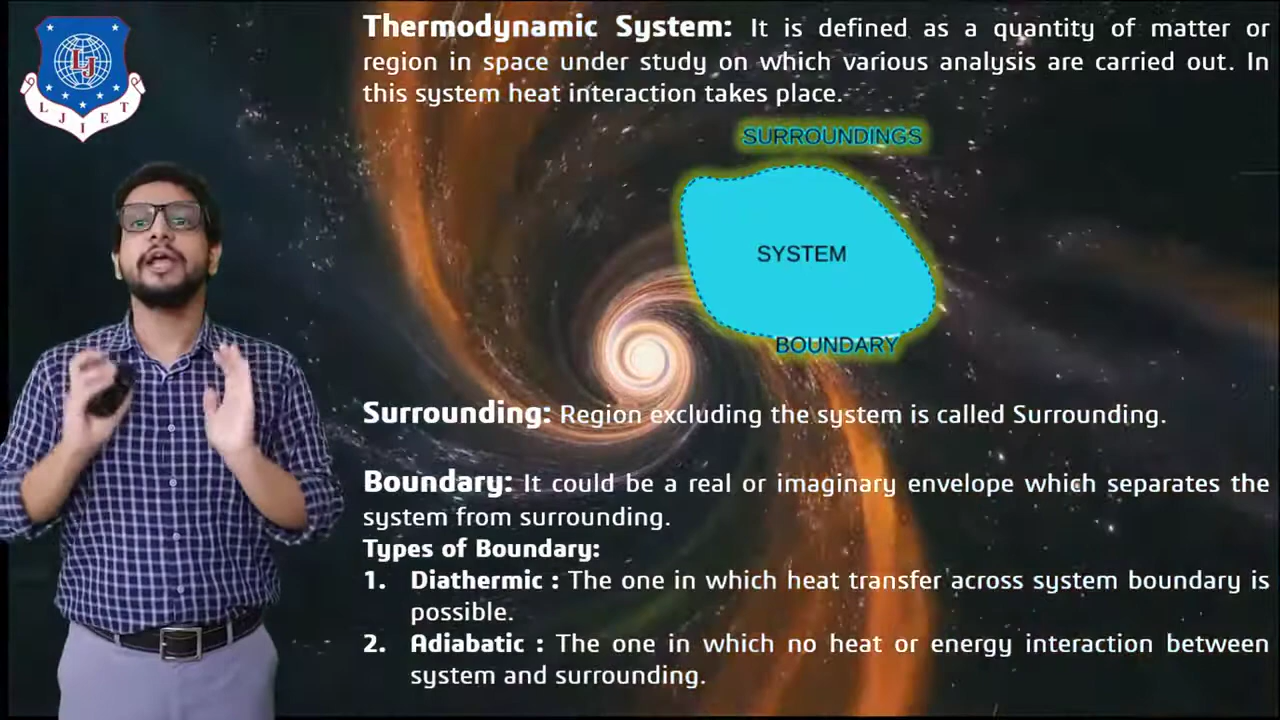 LJ
L J I E T
Thermodynamic System: It is defined as a quantity of matter or
region in space under study on which various analysis are carried out. In
this system heat interaction takes place.
SURROUNDINGS
SYSTEM
BOUNDARY
Surrounding: Region excluding the system is called Surrounding.
Boundary: It could be a real or imaginary envelope which separates the
system from surrounding.
Types of Boundary:
1. Diathermic : The one in which heat transfer across system boundary is
possible.
2. Adiabatic : The one in which no heat or energy interaction between
system and surrounding.